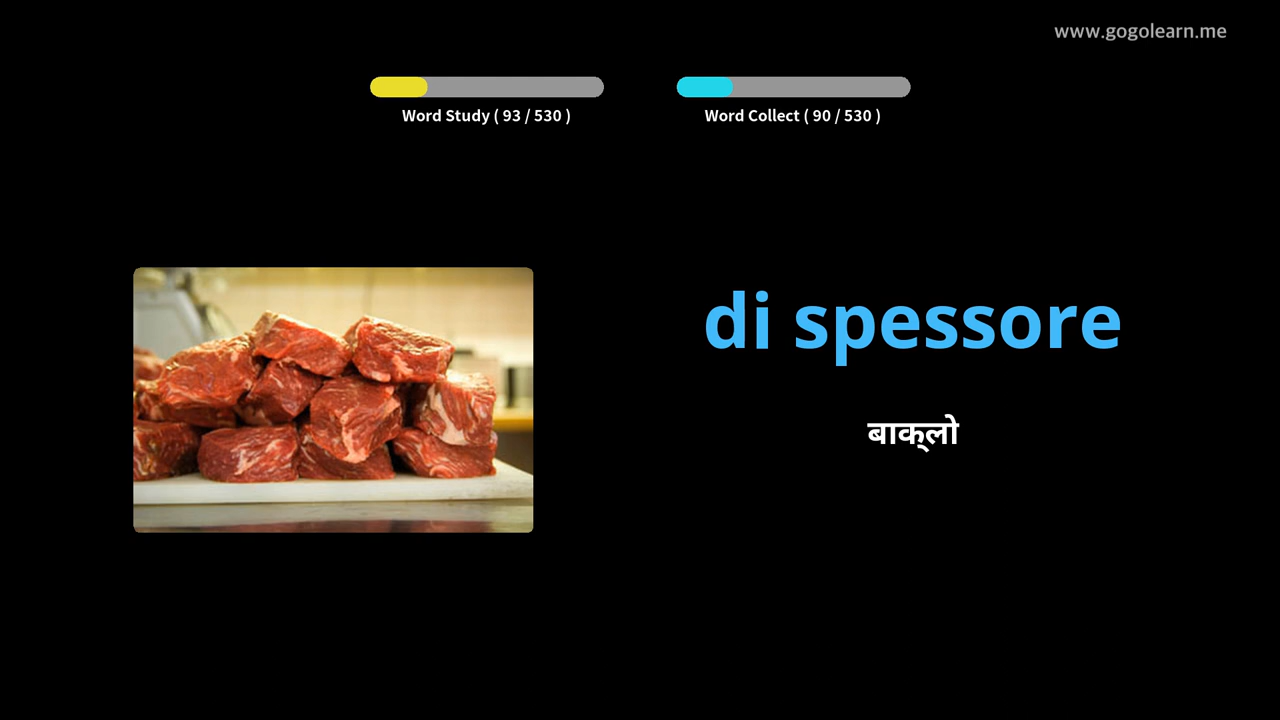 www.gogolearn.me
Word Study ( 93 / 530 )
Word Collect ( 90 / 530 )
di spessore
बाक्‍लो